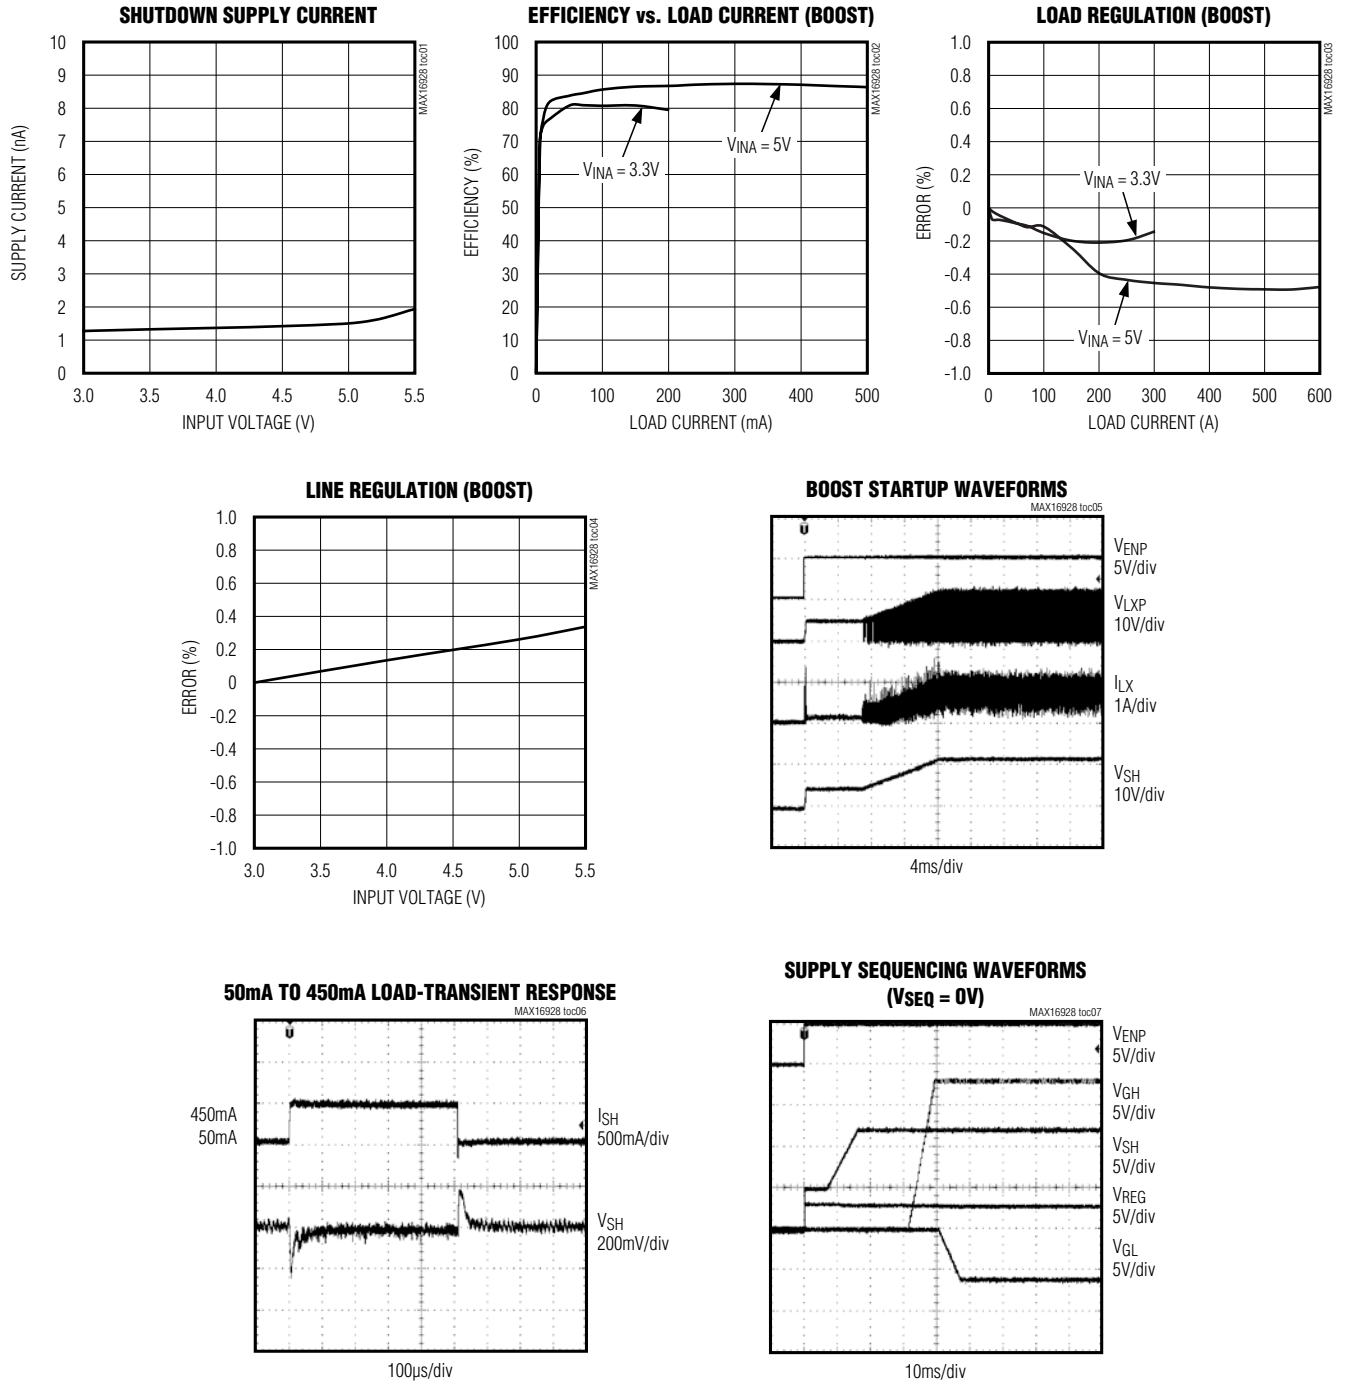 SHUTDOWN SUPPLY CURRENT
MAX16928 toc01
SUPPLY CURRENT (nA)
10
9
8
7
6
5
4
3
2
1
0
3.0 3.5 4.0 4.5 5.0 5.5
INPUT VOLTAGE (V)
EFFICIENCY vs. LOAD CURRENT (BOOST)
MAX16928 toc02
EFFICIENCY (%)
100
90
80
70
60
50
40
30
20
10
0
VINA = 5V
VINA = 3.3V
0 100 200 300 400 500
LOAD CURRENT (mA)
LOAD REGULATION (BOOST)
MAX16928 toc03
ERROR (%)
1.0
0.8
0.6
0.4
0.2
0
-0.2
-0.4
-0.6
-0.8
-1.0
VINA = 3.3V
VINA = 5V
0 100 200 300 400 500 600
LOAD CURRENT (A)
LINE REGULATION (BOOST)
MAX16928 toc04
ERROR (%)
1.0
0.8
0.6
0.4
0.2
0
-0.2
-0.4
-0.6
-0.8
-1.0
3.0 3.5 4.0 4.5 5.0 5.5
INPUT VOLTAGE (V)
BOOST STARTUP WAVEFORMS
MAX16928 toc05
VENP
5V/div
VLXP
10V/div
ILX
1A/div
VSH
10V/div
4ms/div
50mA TO 450mA LOAD-TRANSIENT RESPONSE
MAX16928 toc06
450mA
50mA
ISH
500mA/div
VSH
200mV/div
100µs/div
SUPPLY SEQUENCING WAVEFORMS
(VSEQ = 0V)
MAX16928 toc07
VENP
5V/div
VGH
5V/div
VSH
5V/div
VREG
5V/div
VGL
5V/div
10ms/div